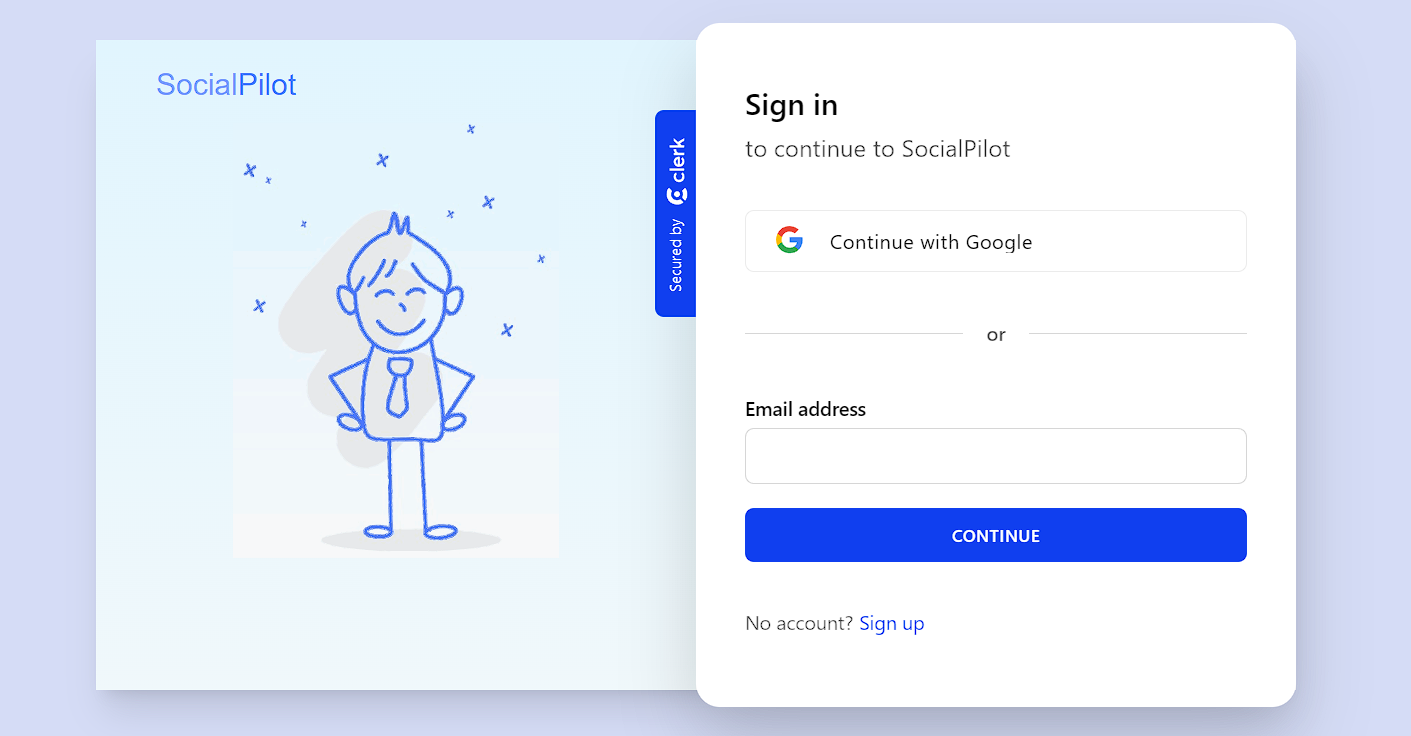 SocialPilot
Secured by clerk
Sign in
to continue to SocialPilot
Continue with Google
or
Email address
CONTINUE
No account? Sign up